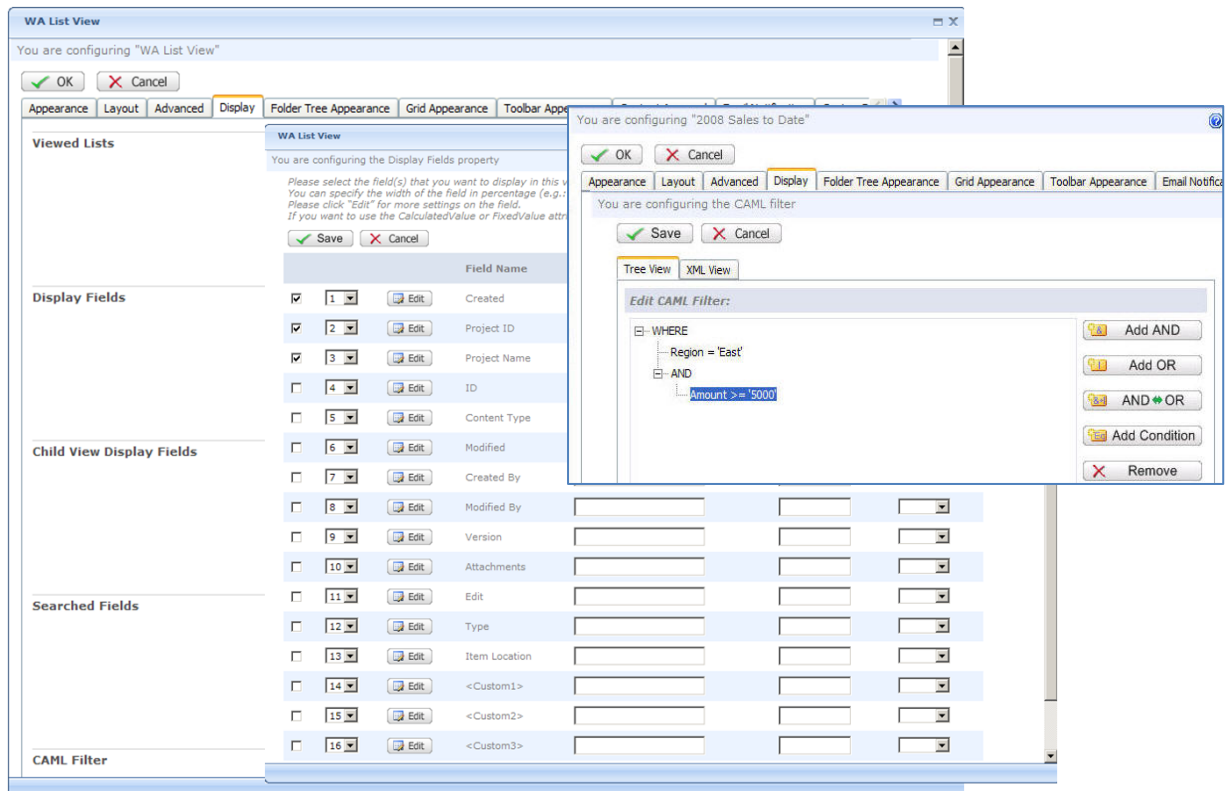 WA List View
You are configuring "WA List View"
OK Cancel
Appearance Layout Advanced Display Folder Tree Appearance Grid Appearance Toolbar Appe
Viewed Lists
Display Fields
Child View Display Fields
Searched Fields
CAML Filter
WA List View
You are configuring the Display Fields property
Please select the field(s) that you want to display in this v
You can specify the width of the field in percentage (e.g.:
Please click "Edit" for more settings on the field.
If you want to use the CalculatedValue or FixedValue attr
Save Cancel
Field Name
1 Edit Created
2 Edit Project ID
3 Edit Project Name
4 Edit ID
5 Edit Content Type
6 Edit Modified
7 Edit Created By
8 Edit Modified By
9 Edit Version
10 Edit Attachments
11 Edit Edit
12 Edit Type
13 Edit Item Location
14 Edit <Custom1>
15 Edit <Custom2>
16 Edit <Custom3>
You are configuring "2008 Sales to Date"
OK Cancel
Appearance Layout Advanced Display Folder Tree Appearance Grid Appearance Toolbar Appearance Email Notifica
You are configuring the CAML filter
Save Cancel
Tree View XML View
Edit CAML Filter:
WHERE
Region = 'East'
AND
Amount >= '5000'
Add AND
Add OR
AND OR
Add Condition
Remove